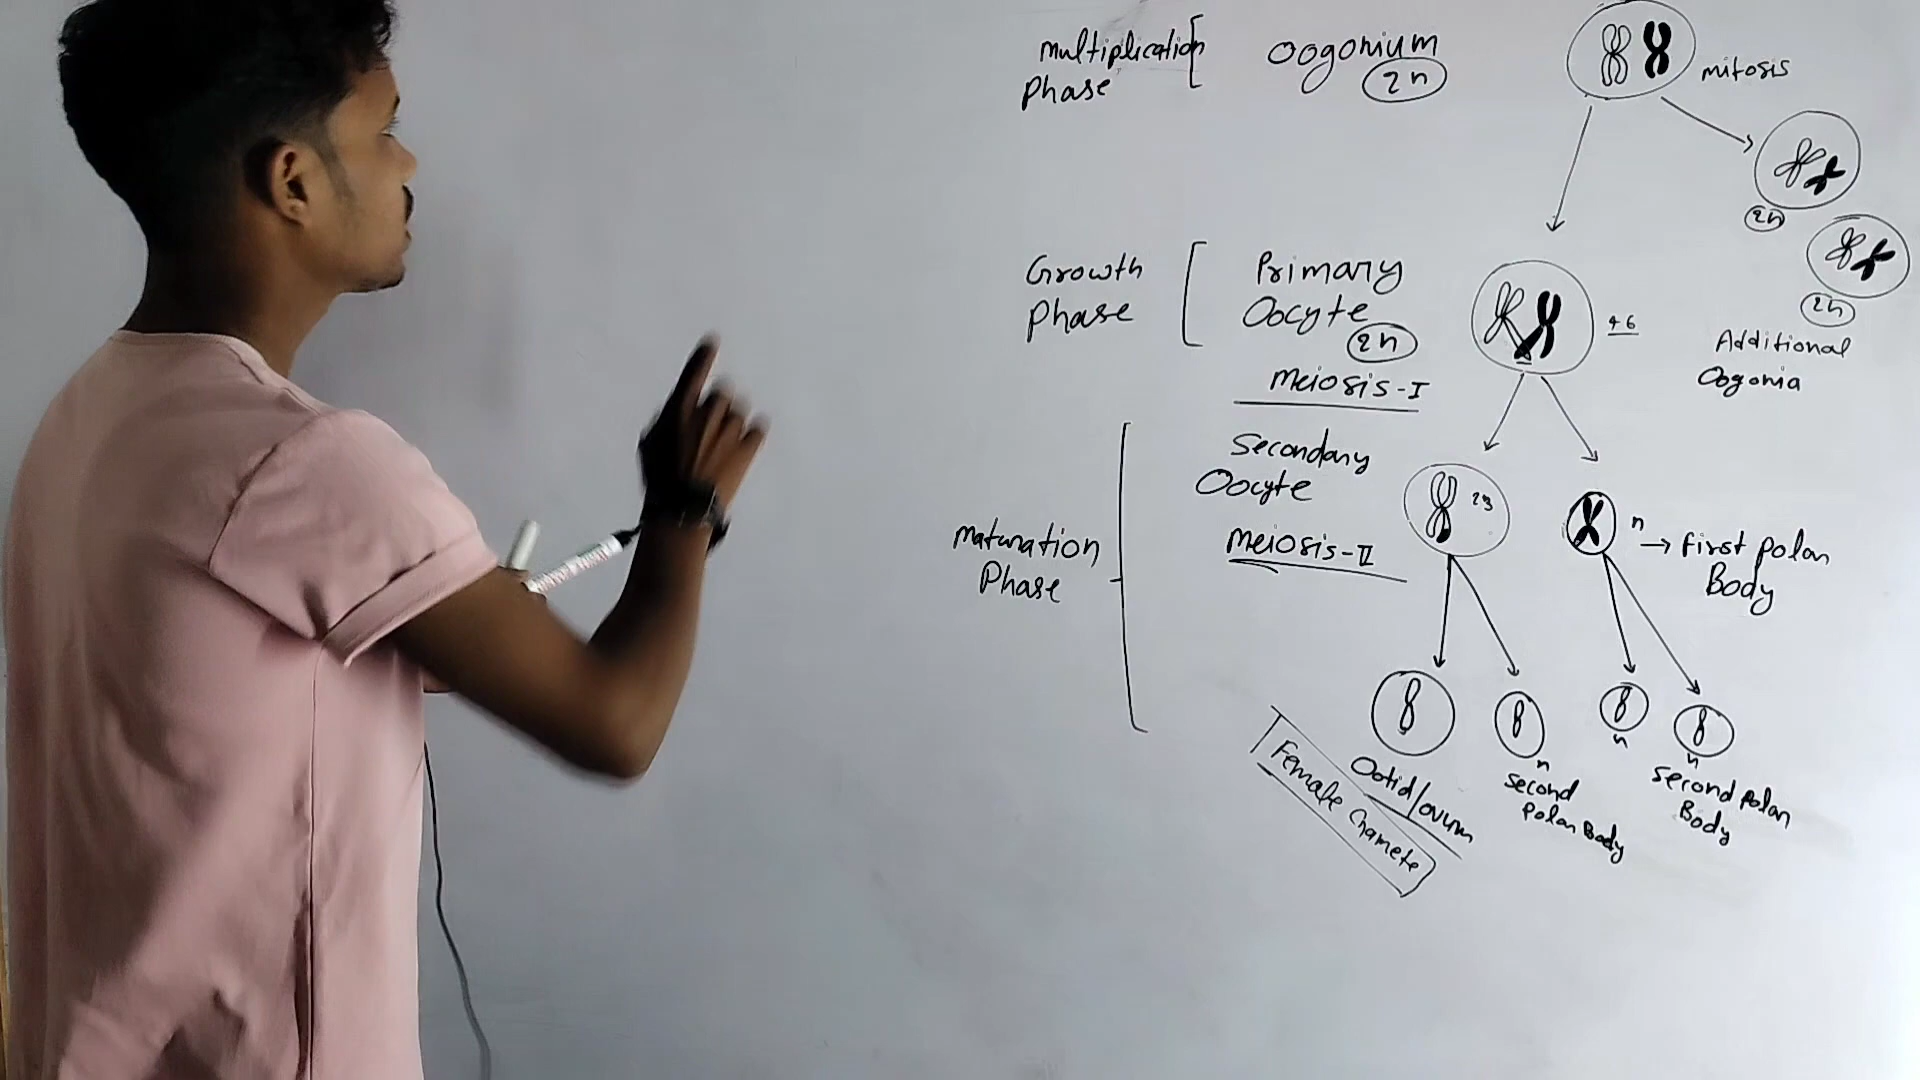 Multiplication
Phase
Oogonium
2n
mitosis
2n
2n
Additional
Oogonia
Growth
Phase
Primary
Oocyte
2n
46
Meiosis-I
Maturation
Phase
Secondary
Oocyte
23
Meiosis-II
n
→ First Polar
Body
Ootid/ovum
Female Gamete
n
second
Polar Body
n
n
second Polar
Body